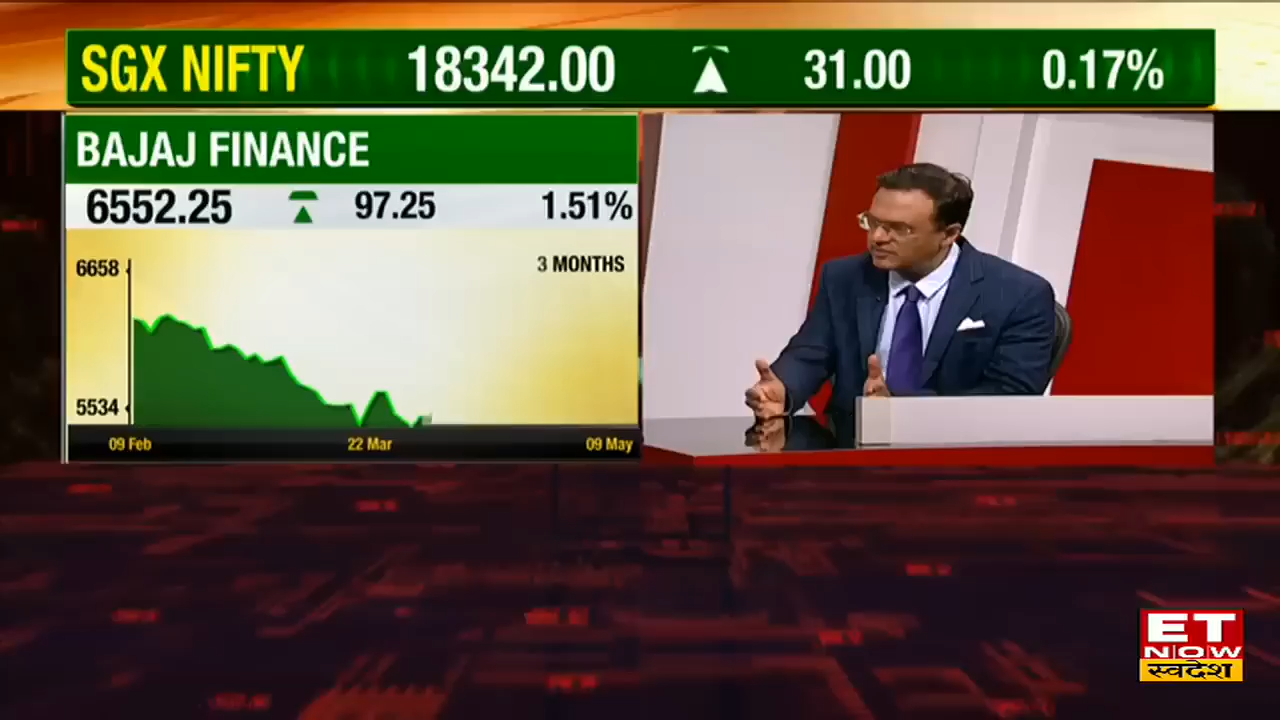 SGX NIFTY 18342.00 31.00 0.17%
BAJAJ FINANCE
6552.25 97.25 1.51%
6658
3 MONTHS
5534
09 Feb 22 Mar 09 May
ET
NOW
स्वदेश